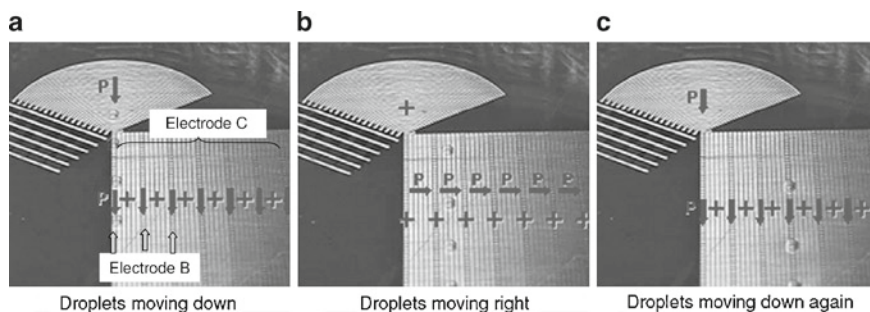 a
P
Electrode C
P + + + + + +
Electrode B
Droplets moving down
b
+
P P P P P P
+ + + + + +
Droplets moving right
c
P
P + + + + + +
Droplets moving down again